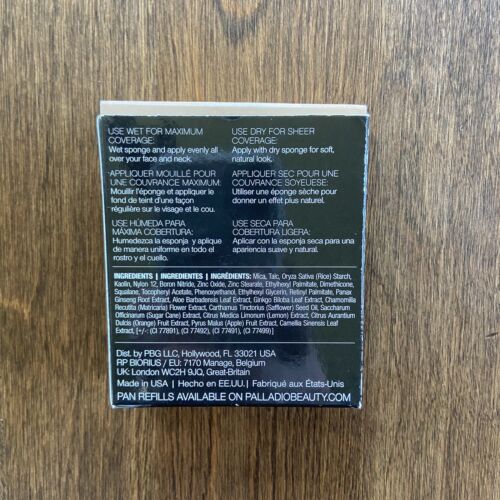 USE WET FOR MAXIMUM
COVERAGE:
Wet sponge and apply evenly all
over your face and neck.
USE DRY FOR SHEER
COVERAGE:
Apply with dry sponge for soft,
natural look.
APPLIQUER MOUILLÉ POUR
UNE COUVRANCE MAXIMUM:
Mouillir l'éponge et appliquer le
fond de teint d'une façon
régulière sur le visage et le cou.
APPLIQUER SEC POUR UNE
COUVRANCE SOYEUSE:
Utiliser une éponge sèche pour
donner un effet plus naturel.
USE HÚMEDA PARA
MÁXIMA COBERTURA:
Humedezca la esponja y aplique
de manera uniforme en todo el
rostro y el cuello.
USE SECA PARA
COBERTURA LIGERA:
Aplicar con la esponja seca para una
apariencia suave y natural.
INGREDIENTS | INGREDIENTES | INGRÉDIENTS: Mica, Talc, Oryza Sativa (Rice) Starch,
Kaolin, Nylon 12, Boron Nitride, Zinc Oxide, Zinc Stearate, Ethylhexyl Palmitate, Dimethicone,
Squalane, Tocopheryl Acetate, Phenoxyethanol, Ethylhexyl Glycerin, Retinyl Palmitate, Panax
Ginseng Root Extract, Aloe Barbadensis Leaf Extract, Ginkgo Biloba Leaf Extract, Chamomilla
Recutita (Matricaria) Flower Extract, Carthamus Tinctorius (Safflower) Seed Oil, Saccharum
Officinarum (Sugar Cane) Extract, Citrus Medica Limonum (Lemon) Extract, Citrus Aurantium
Dulcis (Orange) Fruit Extract, Pyrus Malus (Apple) Fruit Extract, Camellia Sinensis Leaf
Extract, [+/-: (CI 77891), (CI 77492), (CI 77491), (CI 77499)]
Dist. by PBG LLC, Hollywood, FL 33021 USA
RP BIORIUS / EU: 7170 Manage, Belgium
UK: London WC2H 9JQ, Great-Britain
Made in USA | Hecho en EE.UU. | Fabriqué aux États-Unis
PAN REFILLS AVAILABLE ON PALLADIOBEAUTY.COM